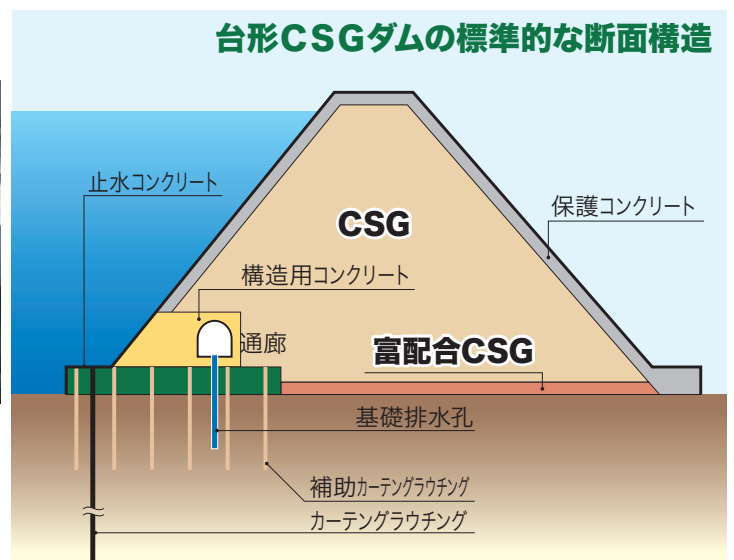 台形CSGダムの標準的な断面構造
止水コンクリート
保護コンクリート
CSG
構造用コンクリート
通廊
富配合CSG
基礎排水孔
補助カーテングラウチング
カーテングラウチング